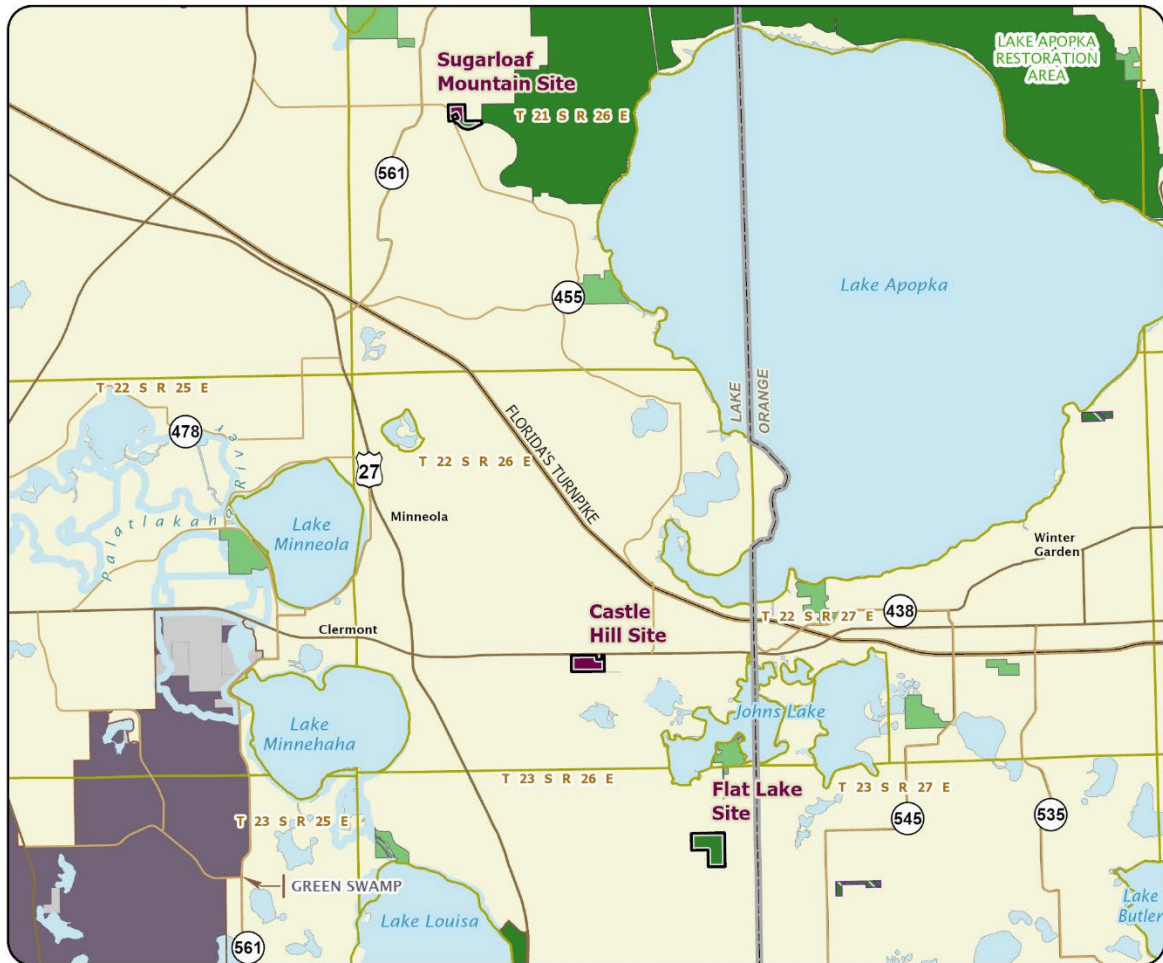 LAKE APOPKA
RESTORATION
AREA
Sugarloaf
Mountain Site
T 21 S R 26 E
561
Lake Apopka
455
LAKE
ORANGE
T 22 S R 25 E
478
FLORIDA'S TURNPIKE
27
T 22 S R 26 E
Palatlakaha River
Lake
Minneola
Minneola
Winter
Garden
Castle
Hill Site
T 22 S R 27 E
438
Clermont
Lake
Minnehaha
Johns Lake
T 23 S R 26 E
Flat Lake
Site
T 23 S R 27 E
545
535
T 23 S R 25 E
GREEN SWAMP
Lake Louisa
Lake
Butler
561